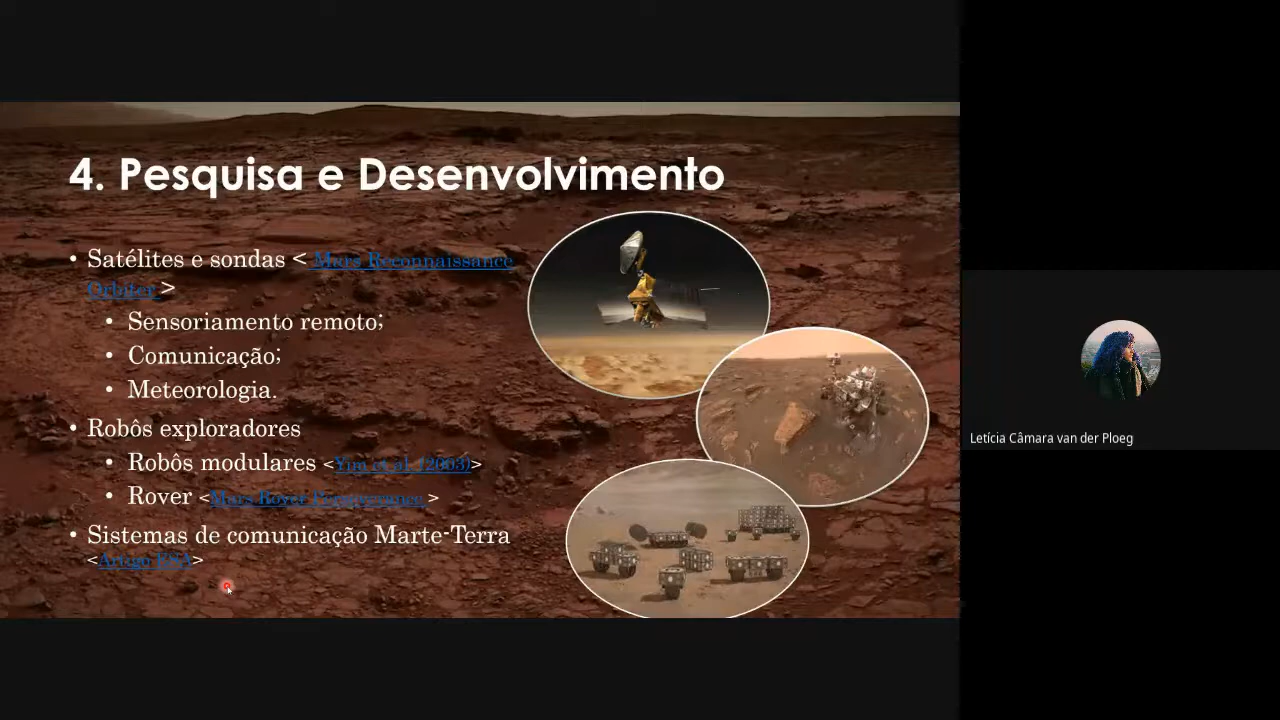 4. Pesquisa e Desenvolvimento
• Satélites e sondas < Mars Reconnaissance
Orbiter >
• Sensoriamento remoto;
• Comunicação;
• Meteorologia.
• Robôs exploradores
• Robôs modulares <Yim et al. (2003)>
• Rover <Mars Rover Perseverance >
• Sistemas de comunicação Marte-Terra
<Artigo ESA>
Letícia Câmara van der Ploeg